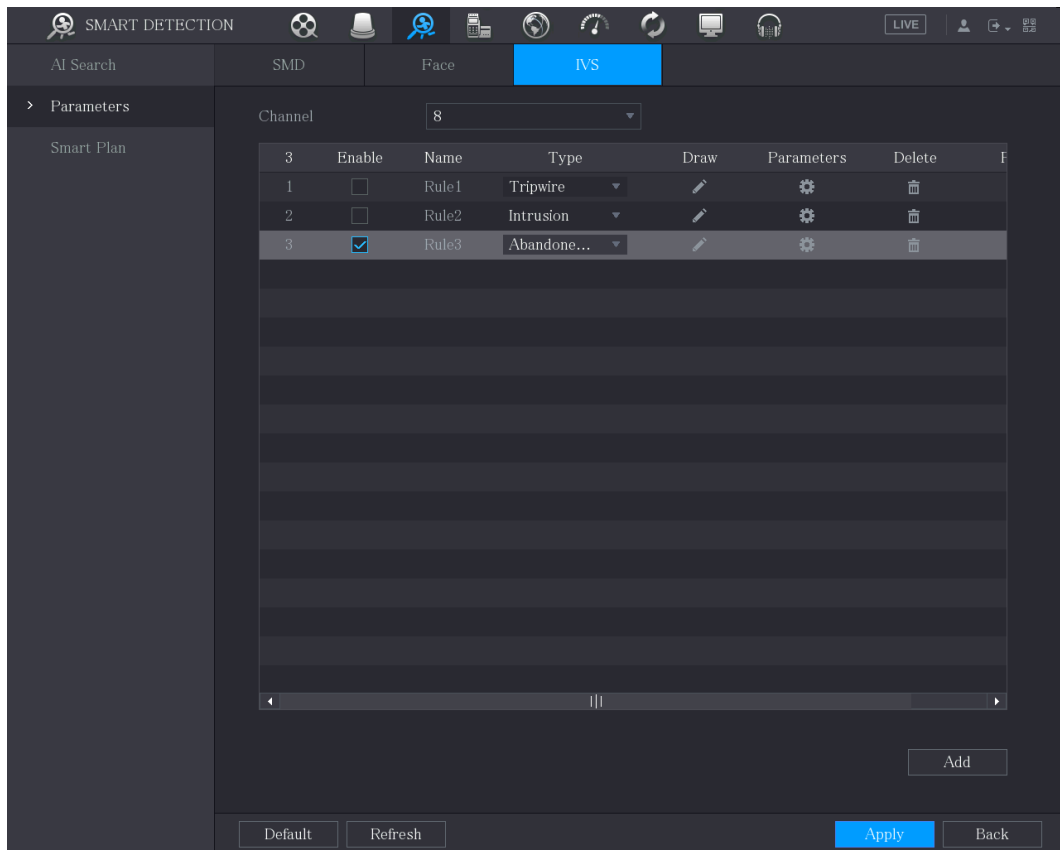 SMART DETECTION LIVE
AI Search SMD Face IVS
Parameters
Channel 8
Smart Plan
3 Enable Name Type Draw Parameters Delete
1 Rule1 Tripwire
2 Rule2 Intrusion
3 Rule3 Abandone...
Add
Default Refresh Apply Back